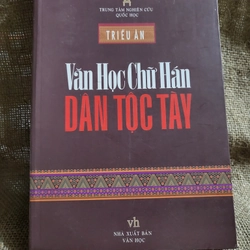 TRUNG TÂM NGHIÊN CỨU
QUỐC HỌC
TRIỀU ÂN
Văn Học Chữ Hán
DÂN TỘC TÀY
vh
NHÀ XUẤT BẢN
VĂN HỌC